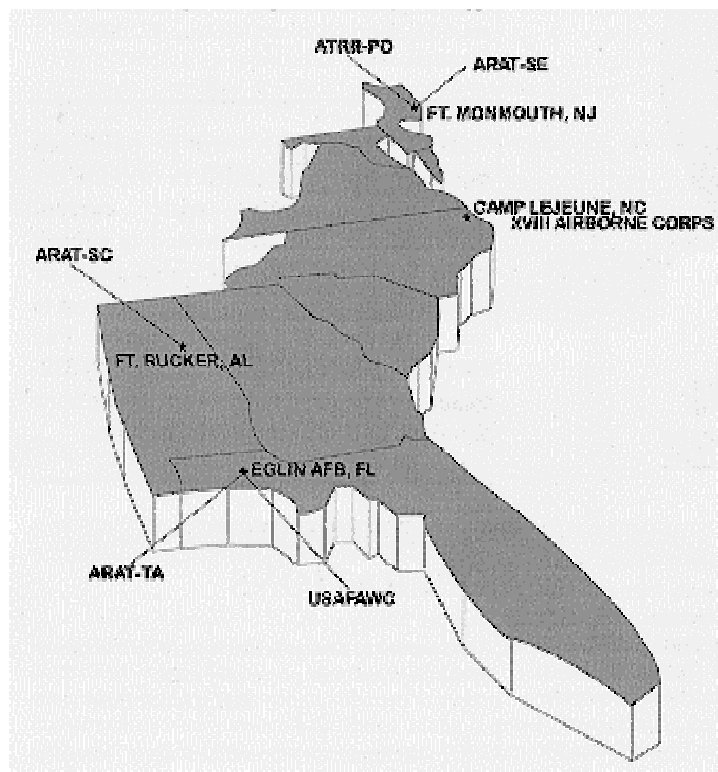 ATRR-PO
ARAT-SE
FT. MONMOUTH, NJ
CAMP LEJEUNE, NC
XVIII AIRBORNE CORPS
ARAT-SC
FT. RUCKER, AL
EGLIN AFB, FL
ARAT-TA
USAFAWC